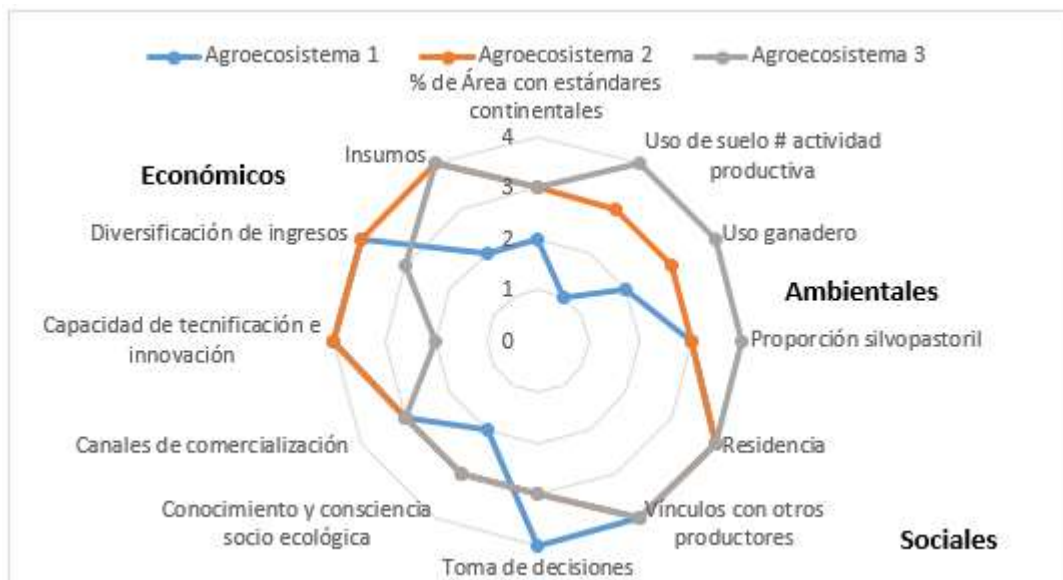 Agroecosistema 1
Agroecosistema 2
Agroecosistema 3
% de Área con estándares
continentales
4
3
2
1
0
Insumos
Uso de suelo # actividad
productiva
Económicos
Diversificación de ingresos
Uso ganadero
Ambientales
Capacidad de tecnificación e
innovación
Proporción silvopastoril
Canales de comercialización
Residencia
Conocimiento y consciencia
socio ecológica
Vínculos con otros
productores
Sociales
Toma de decisiones